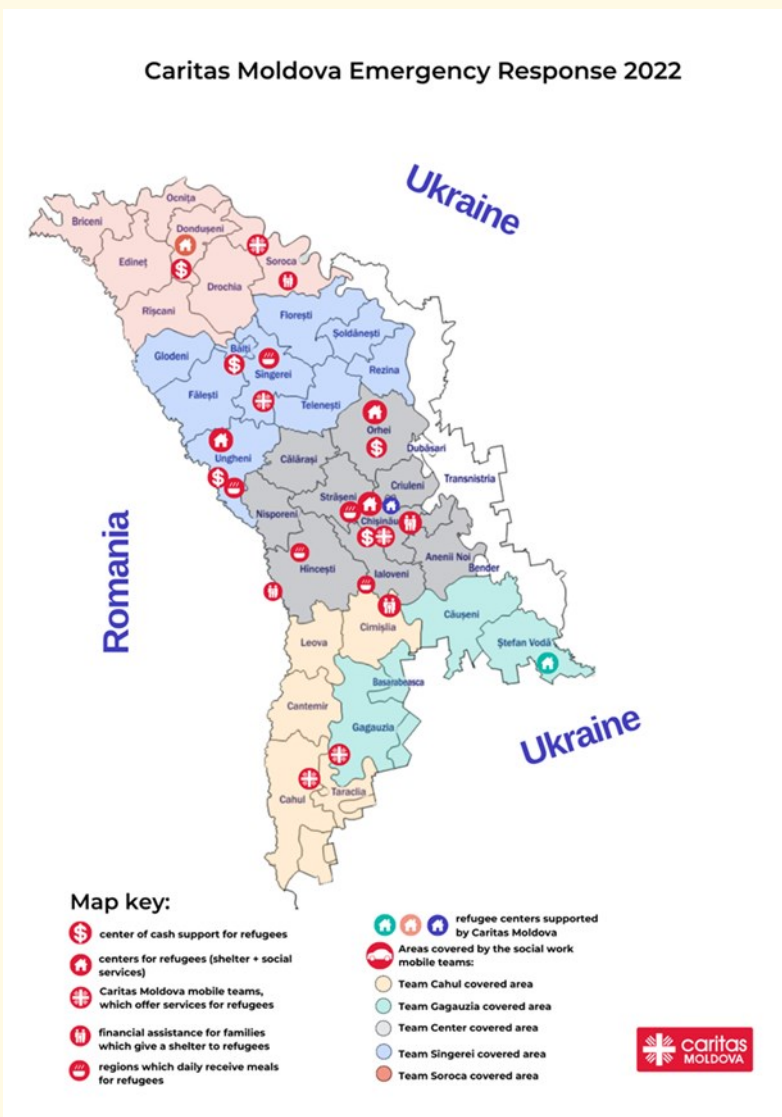 Caritas Moldova Emergency Response 2022
Ukraine
Ocnița
Briceni
Dondușeni
Edineț
Soroca
Drochia
Rîșcani
Florești
Șoldănești
Glodeni
Bălți
Sîngerei
Rezina
Fălești
Telenești
Orhei
Ungheni
Dubăsari
Călărași
Transnistria
Criuleni
Strășeni
Nisporeni
Chișinău
Anenii Noi
Romania
Hîncești
Ialoveni
Bender
Căușeni
Cimișlia
Leova
Ștefan Vodă
Basarabeasca
Cantemir
Gagauzia
Ukraine
Cahul
Taraclia
Map key:
center of cash support for refugees
centers for refugees (shelter + social
services)
Caritas Moldova mobile teams,
which offer services for refugees
financial assistance for families
which give a shelter to refugees
regions which daily receive meals
for refugees
refugee centers supported
by Caritas Moldova
Areas covered by the social work
mobile teams:
Team Cahul covered area
Team Gagauzia covered area
Team Center covered area
Team Singerei covered area
Team Soroca covered area
caritas
MOLDOVA